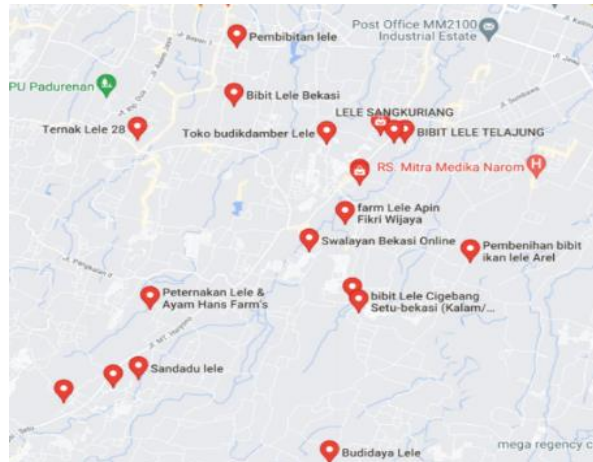 Post Office MM2100
Industrial Estate
Pembibitan lele
PU Padurenan
Bibit Lele Bekasi
LELE SANGKURIANG
Ternak Lele 28
Toko budikdamber Lele
BIBIT LELE TELAJUNG
RS. Mitra Medika Narom
farm Lele Apin
Fikri Wijaya
Swalayan Bekasi Online
Pembenihan bibit
ikan lele Arel
Peternakan Lele &
Ayam Hans Farm's
bibit Lele Cigebang
Setu-bekasi (Kalam/...
Jl. MT. Haryono
Sandadu lele
Budidaya Lele
mega regency c